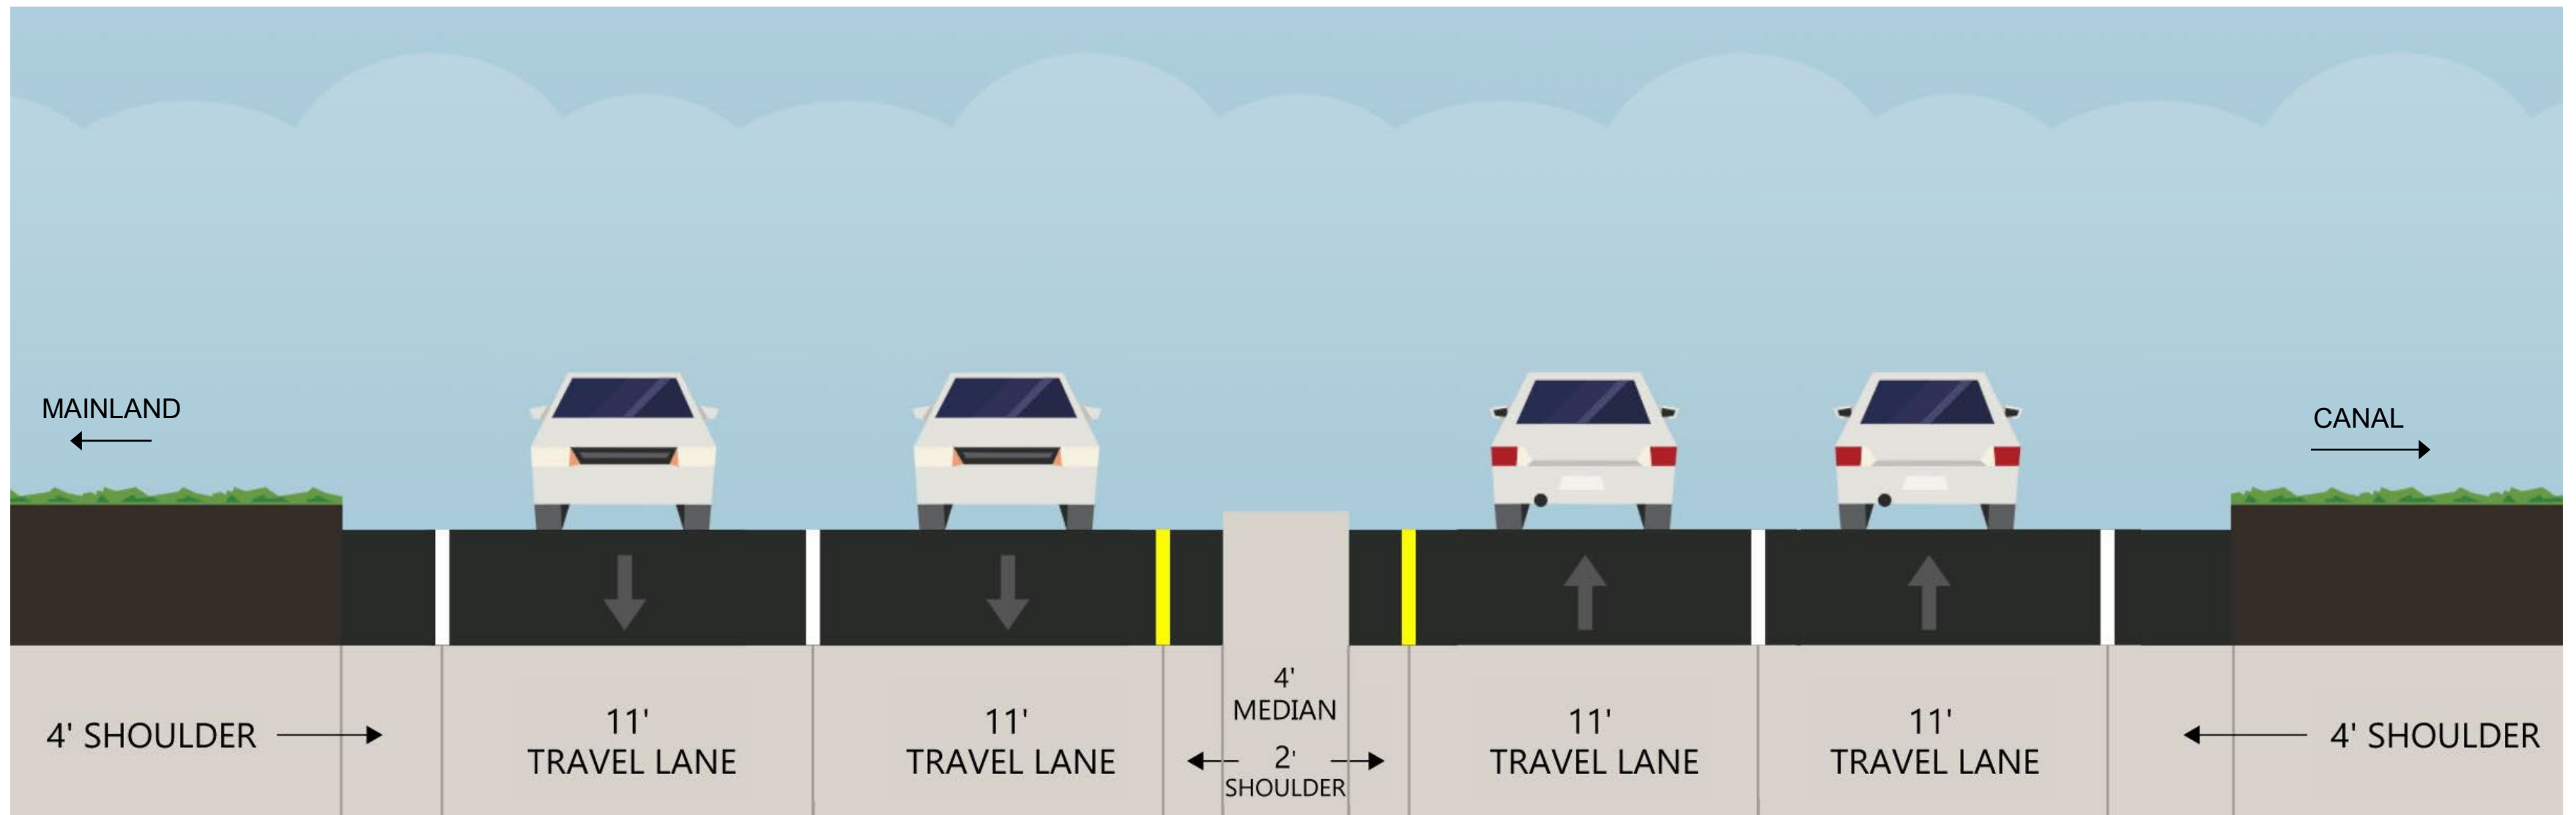 MAINLAND
CANAL
4' SHOULDER
11'
TRAVEL LANE
11'
TRAVEL LANE
4'
MEDIAN
2'
SHOULDER
11'
TRAVEL LANE
11'
TRAVEL LANE
4' SHOULDER